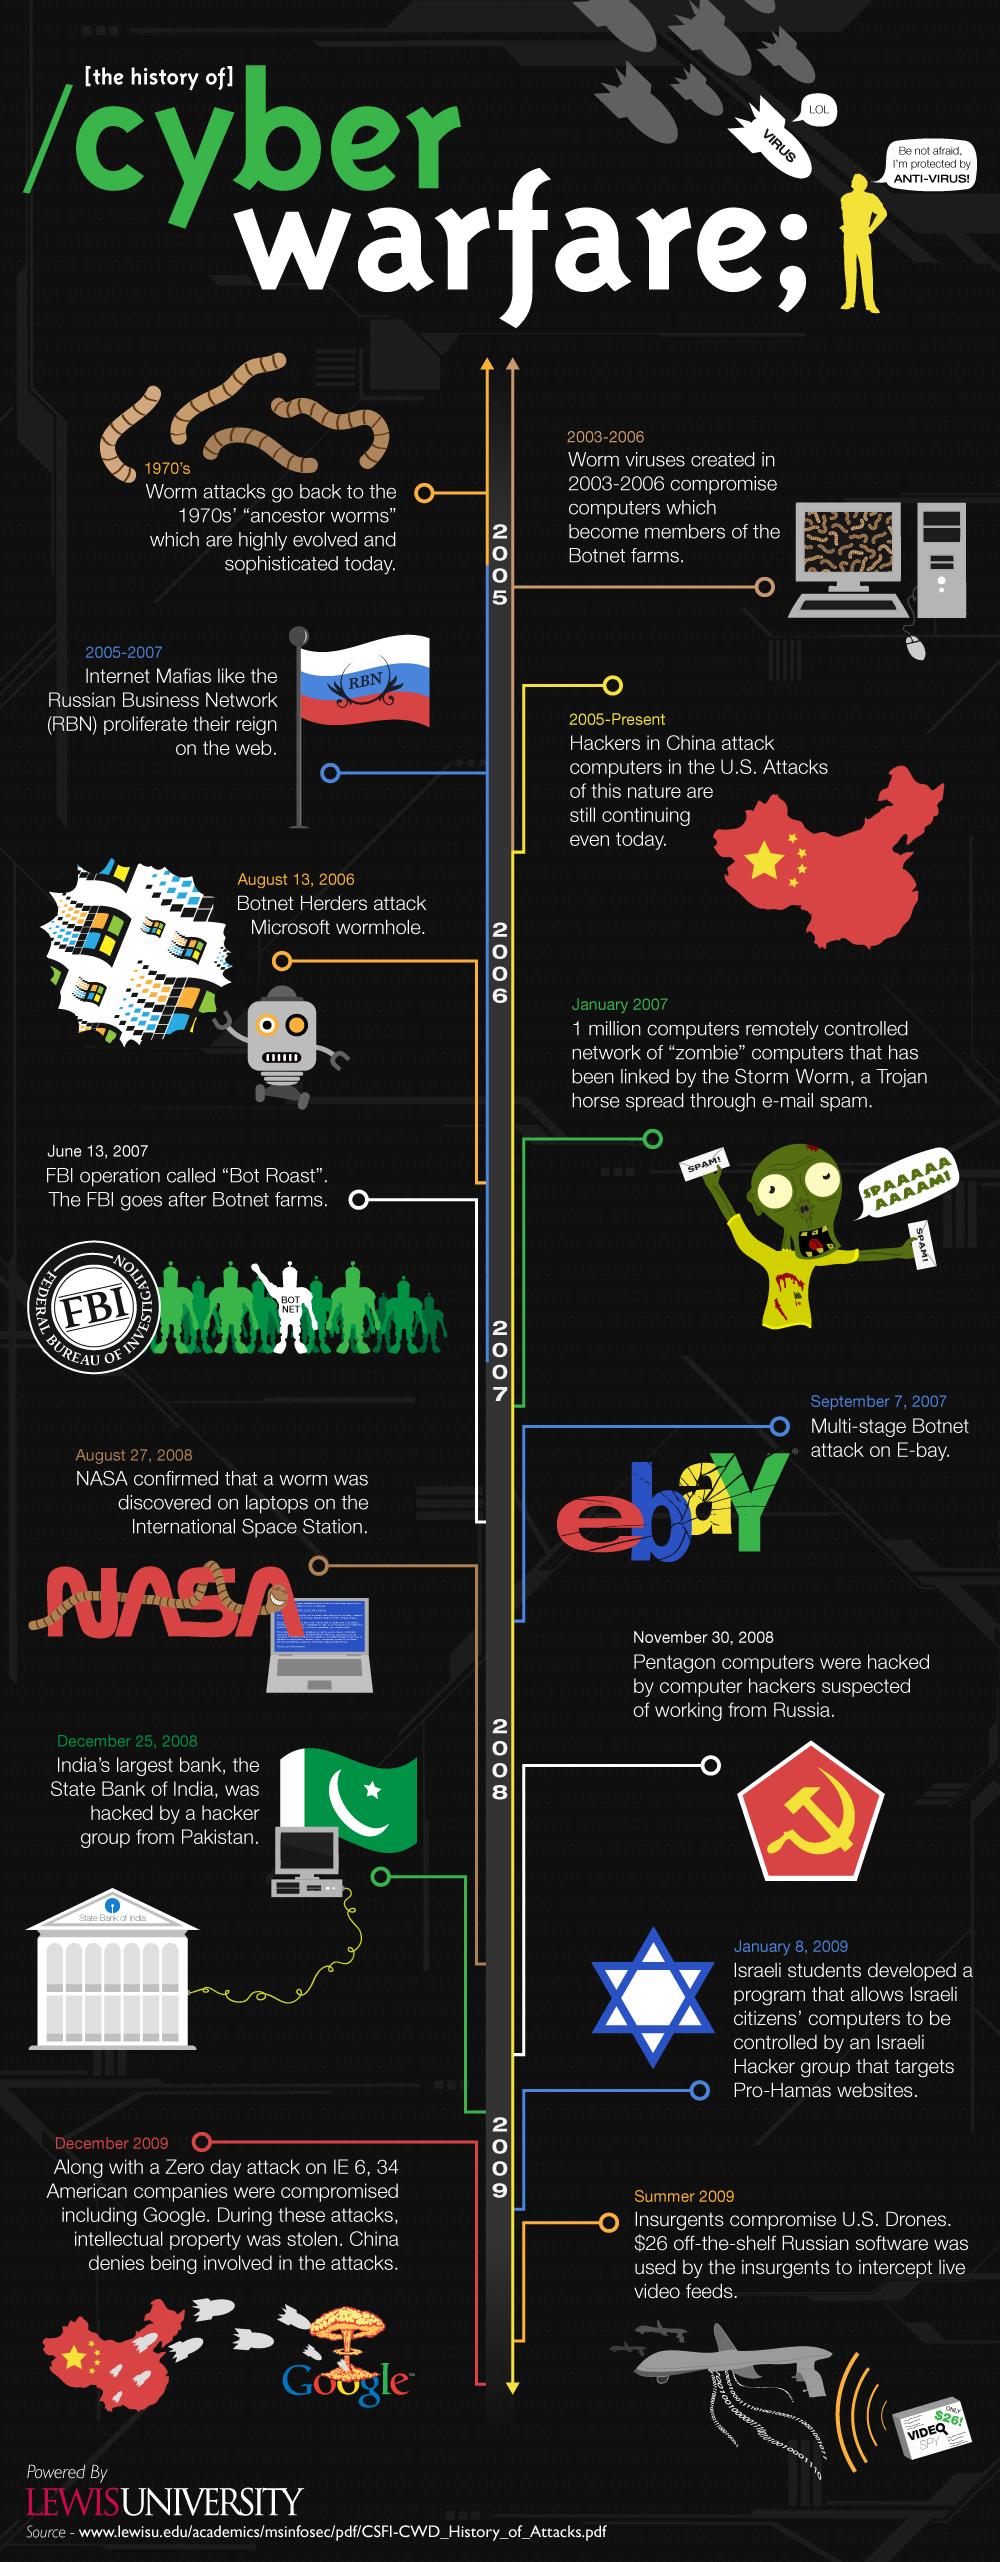 [the history of]
/cyber
warfare;
LOL
VIRUS
Be not afraid,
I'm protected by
ANTI-VIRUS!
1970's
Worm attacks go back to the
1970s' “ancestor worms”
which are highly evolved and
sophisticated today.
2003-2006
Worm viruses created in
2003-2006 compromise
computers which
become members of the
Botnet farms.
2005
2005-2007
Internet Mafias like the
Russian Business Network
(RBN) proliferate their reign
on the web.
RBN
2005-Present
Hackers in China attack
computers in the U.S. Attacks
of this nature are
still continuing
even today.
August 13, 2006
Botnet Herders attack
Microsoft wormhole.
2006
January 2007
1 million computers remotely controlled
network of “zombie” computers that has
been linked by the Storm Worm, a Trojan
horse spread through e-mail spam.
SPAM!
SPAAAAA
AAAAM!
SPAM!
June 13, 2007
FBI operation called “Bot Roast”.
The FBI goes after Botnet farms.
FEDERAL BUREAU OF INVESTIGATION
FBI
BOT
NET
2007
September 7, 2007
Multi-stage Botnet
attack on E-bay.
ebaY®
August 27, 2008
NASA confirmed that a worm was
discovered on laptops on the
International Space Station.
NASA
November 30, 2008
Pentagon computers were hacked
by computer hackers suspected
of working from Russia.
2008
December 25, 2008
India's largest bank, the
State Bank of India, was
hacked by a hacker
group from Pakistan.
State Bank of India
January 8, 2009
Israeli students developed a
program that allows Israeli
citizens' computers to be
controlled by an Israeli
Hacker group that targets
Pro-Hamas websites.
2009
December 2009
Along with a Zero day attack on IE 6, 34
American companies were compromised
including Google. During these attacks,
intellectual property was stolen. China
denies being involved in the attacks.
Google™
Summer 2009
Insurgents compromise U.S. Drones.
$26 off-the-shelf Russian software was
used by the insurgents to intercept live
video feeds.
ONLY
$26!
VIDEO
SPY
Powered By
LEWIS UNIVERSITY
Source - www.lewisu.edu/academics/msinfosec/pdf/CSFI-CWD_History_of_Attacks.pdf